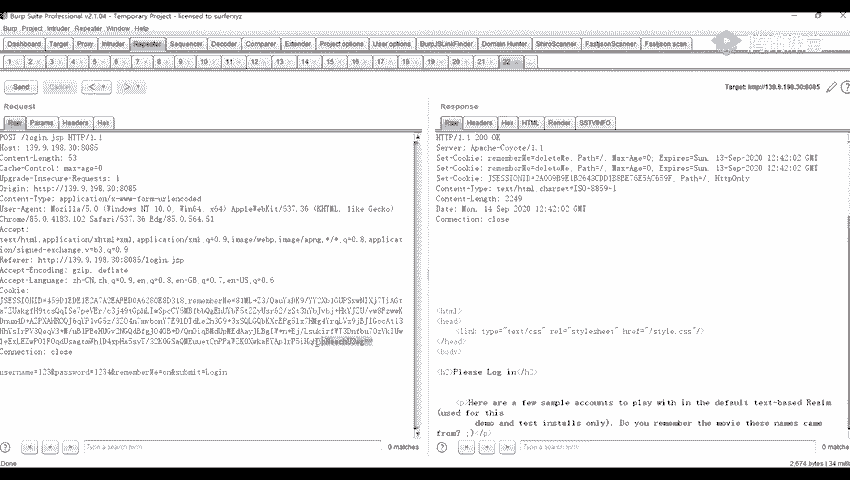 Burp Suite Professional v2.1.04 - Temporary Project - licensed to surferxyz
Burp Project Intruder Repeater Window Help
Dashboard Target Proxy Intruder Repeater Sequencer Decoder Comparer Extender Project options User options BurpJSLinkFinder Domain Hunter ShiroScanner FastjsonScanner Fastjson scan
1 2 3 4 5 6 7 8 9 10 11 12 13 14 15 16 17 18 19 20 21 22 ...
Send Cancel < > Target: http://139.9.198.30:8085
Request
Raw Params Headers Hex
POST /login.jsp HTTP/1.1
Host: 139.9.198.30:8085
Content-Length: 53
Cache-Control: max-age=0
Upgrade-Insecure-Requests: 1
Origin: http://139.9.198.30:8085
Content-Type: application/x-www-form-urlencoded
User-Agent: Mozilla/5.0 (Windows NT 10.0; Win64; x64) AppleWebKit/537.36 (KHTML, like Gecko)
Chrome/85.0.4183.102 Safari/537.36 Edg/85.0.564.51
Accept:
text/html,application/xhtml+xml,application/xml;q=0.9,image/webp,image/apng,*/*;q=0.8,applicat
ion/signed-exchange;v=b3;q=0.9
Referer: http://139.9.198.30:8085/login.jsp
Accept-Encoding: gzip, deflate
Accept-Language: zh-CN,zh;q=0.9,en;q=0.8,en-GB;q=0.7,en-US;q=0.6
Cookie:
Connection: close
username=123&password=1234&rememberMe=on&submit=Login
? < + > Type a search term 0 matches
Done
Response
Raw Headers Hex HTML Render
HTTP/1.1 200 OK
Server: Apache-Coyote/1.1
Set-Cookie: rememberMe=deleteMe; Path=/; Max-Age=0; Expires=Sun, 13-Sep-2020 12:42:02 GMT
Set-Cookie: rememberMe=deleteMe; Path=/; Max-Age=0; Expires=Sun, 13-Sep-2020 12:42:02 GMT
Path=/; HttpOnly
Content-Type: text/html;charset=ISO-8859-1
Content-Length: 2249
Date: Mon, 14 Sep 2020 12:42:02 GMT
Connection: close
<html>
<head>
<link type="text/css" rel="stylesheet" href="/style.css"/>
</head>
<body>
<h2>Please Log in</h2>
<p>Here are a few sample accounts to play with in the default text-based Realm
(used for this
demo and test installs only). Do you remember the movie these names came
from? ;)</p>
? < + > Type a search term 0 matches
2,674 bytes | 34 millis